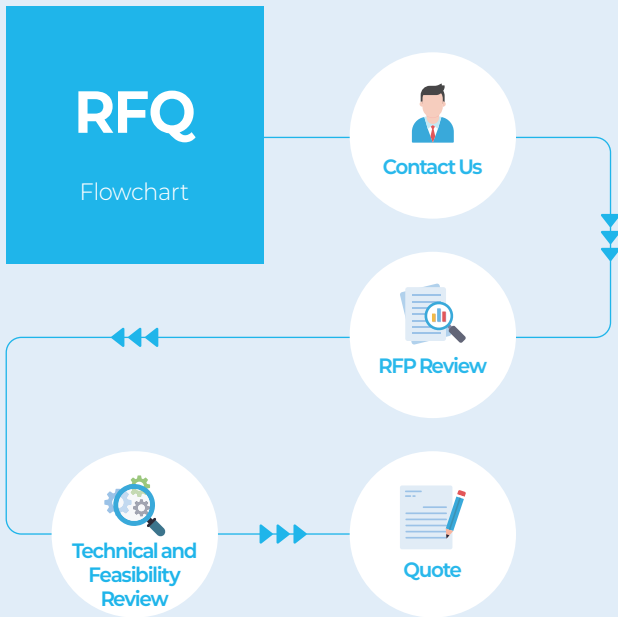 RFQ
Flowchart
Contact Us
RFP Review
Technical and
Feasibility
Review
Quote